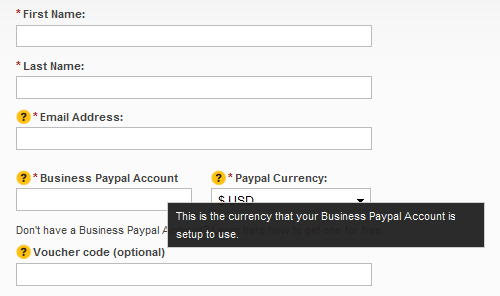 * First Name:
* Last Name:
? * Email Address:
? * Business Paypal Account
? * Paypal Currency:
$ USD
This is the currency that your Business Paypal Account is
setup to use.
Don't have a Business Paypal
? Voucher code (optional)